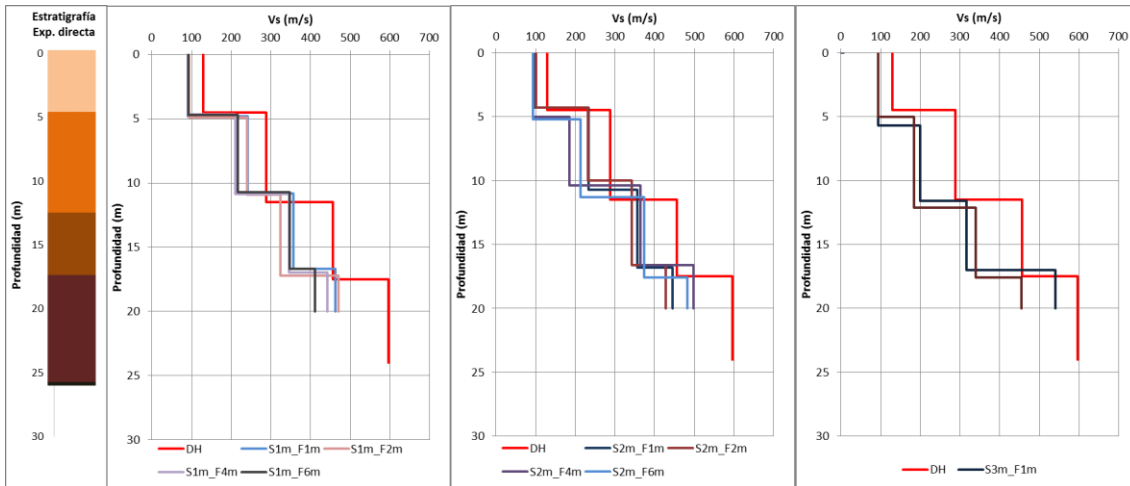 Estratigrafía
Exp. directa
0
5
10
15
20
25
30
Profundidad (m)
Vs (m/s)
0 100 200 300 400 500 600 700
0
5
10
15
20
25
30
Profundidad (m)
DH S1m_F1m S1m_F2m
S1m_F4m S1m_F6m
Vs (m/s)
0 100 200 300 400 500 600 700
0
5
10
15
20
25
30
Profundidad (m)
DH S2m_F1m S2m_F2m
S2m_F4m S2m_F6m
Vs (m/s)
0 100 200 300 400 500 600 700
0
5
10
15
20
25
30
Profundidad (m)
DH S3m_F1m